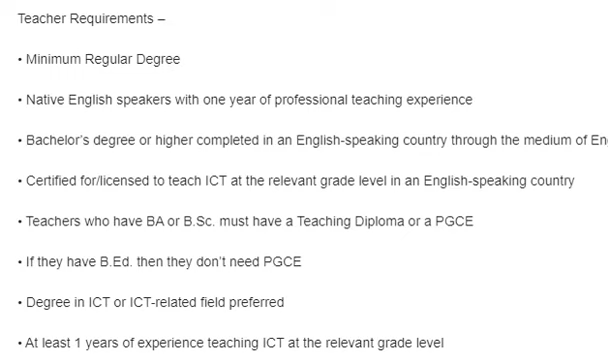 Teacher Requirements –
• Minimum Regular Degree
• Native English speakers with one year of professional teaching experience
• Bachelor's degree or higher completed in an English-speaking country through the medium of En
• Certified for/licensed to teach ICT at the relevant grade level in an English-speaking country
• Teachers who have BA or B.Sc. must have a Teaching Diploma or a PGCE
• If they have B.Ed. then they don't need PGCE
• Degree in ICT or ICT-related field preferred
• At least 1 years of experience teaching ICT at the relevant grade level